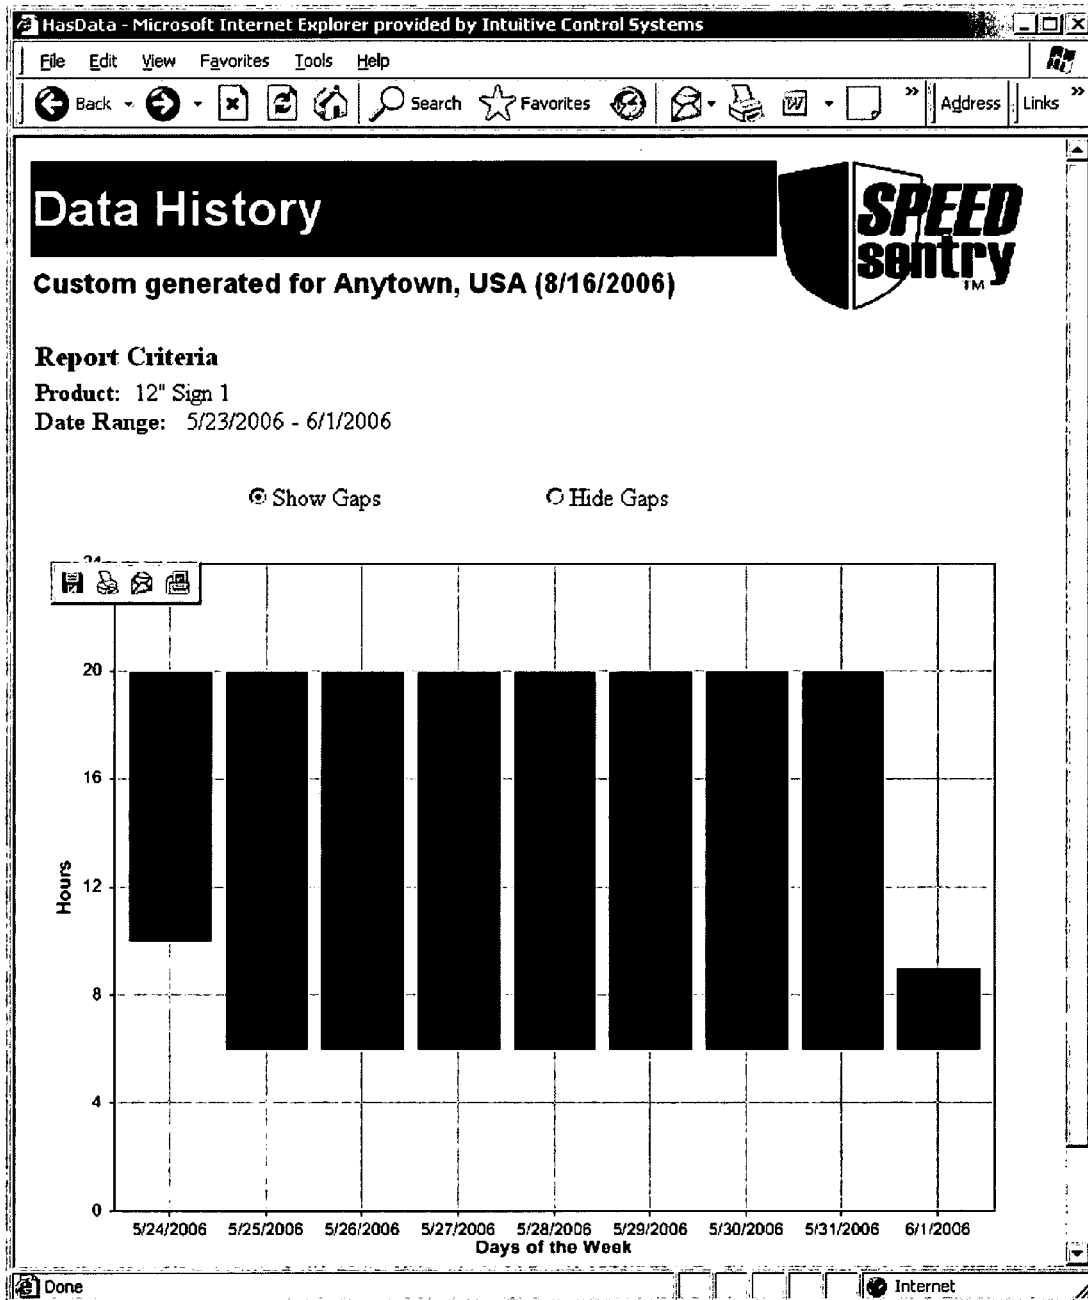 HasData - Microsoft Internet Explorer provided by Intuitive Control Systems
File Edit View Favorites Tools Help
Back Search Favorites W » Address Links »
Data History
SPEED
sentry
TM
Custom generated for Anytown, USA (8/16/2006)
Report Criteria
Product: 12" Sign 1
Date Range: 5/23/2006 - 6/1/2006
Show Gaps Hide Gaps
24
20
16
12
8
4
0
Hours
5/24/2006 5/25/2006 5/26/2006 5/27/2006 5/28/2006 5/29/2006 5/30/2006 5/31/2006 6/1/2006
Days of the Week
Done Internet